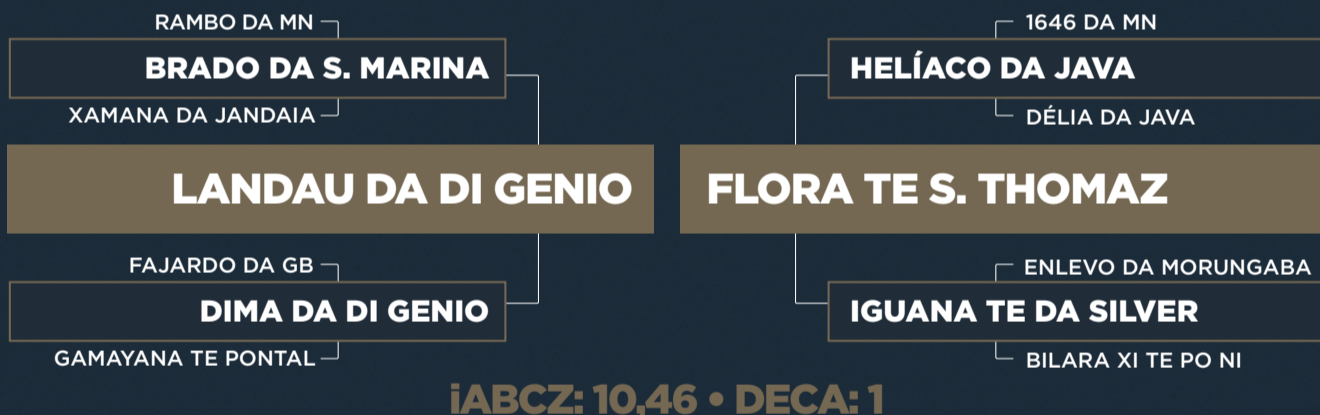 RAMBO DA MN
BRADO DA S. MARINA
XAMANA DA JANDAIA
LANDAU DA DI GENIO
FAJARDO DA GB
DIMA DA DI GENIO
GAMAYANA TE PONTAL
1646 DA MN
HELÍACO DA JAVA
DÉLIA DA JAVA
FLORA TE S. THOMAZ
ENLEVO DA MORUNGABA
IGUANA TE DA SILVER
BILARA XI TE PO NI
iABCZ: 10,46 • DECA: 1